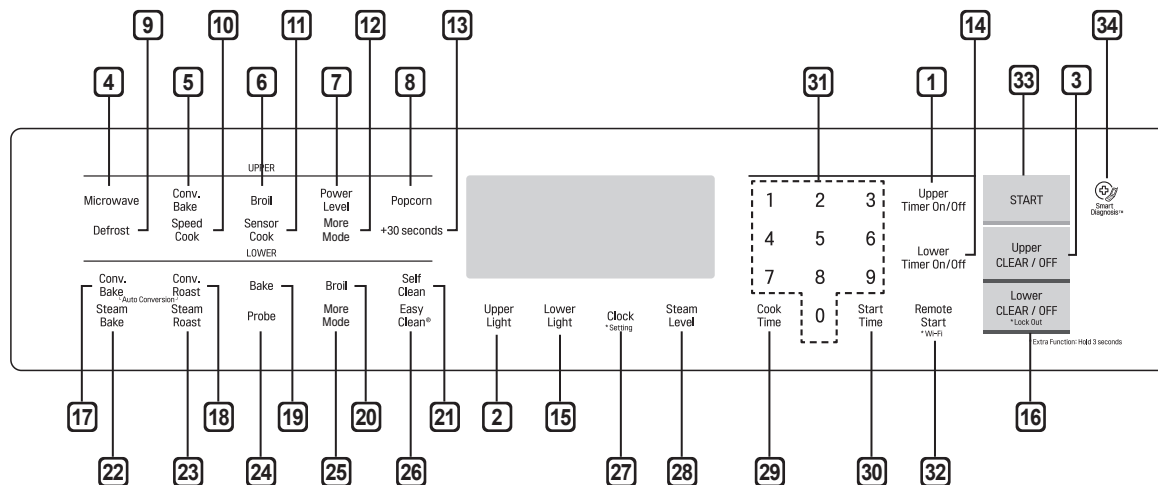 9 10 11 12 13 14 34
4 5 6 7 8 31 1 33 3
UPPER
Microwave Conv. Bake Broil Power Level Popcorn
Defrost Speed Cook Sensor Cook More Mode +30 seconds
LOWER
Conv. Bake Conv. Roast Bake Broil Self Clean
*Auto Conversion*
Steam Bake Steam Roast Probe More Mode Easy Clean®
Upper Light
Lower Light
Clock
*Setting
Steam Level
1 2 3
4 5 6
7 8 9
0
Cook Time
Start Time
Upper Timer On/Off
Lower Timer On/Off
Remote Start
*Wi-Fi
START
Upper
CLEAR / OFF
Lower
CLEAR / OFF
*Lock Out
*Extra Function: Hold 3 seconds
Smart Diagnosis™
17 18 19 20 21 2 15 16
22 23 24 25 26 27 28 29 30 32